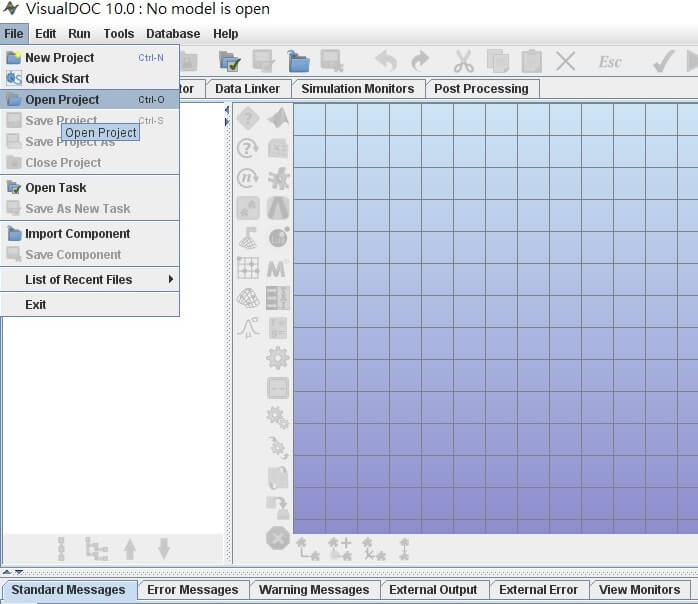 VisualDOC 10.0 : No model is open
File Edit Run Tools Database Help
New Project Ctrl-N
Quick Start
Open Project Ctrl-O
Save Project Ctrl-S
Open Project
Save Project As
Close Project
Open Task
Save As New Task
Import Component
Save Component
List of Recent Files
Exit
Esc
tor Data Linker Simulation Monitors Post Processing
Standard Messages Error Messages Warning Messages External Output External Error View Monitors